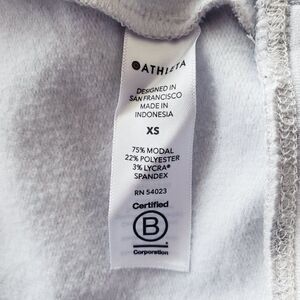 ATHLETA
DESIGNED IN
SAN FRANCISCO
MADE IN
INDONESIA
XS
75% MODAL
22% POLYESTER
3% LYCRA®
SPANDEX
RN 54023
Certified
B
Corporation